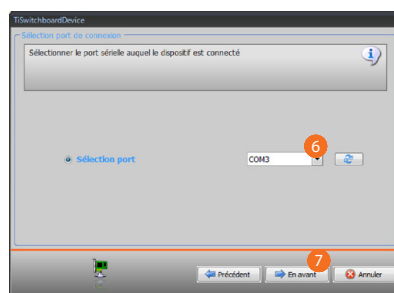 TiSwitchboardDevice
Sélection port de connexion
Sélectionner le port sérielle auquel le dispositif est connecté
6
Sélection port
COM3
7
Précédent
En avant
Annuler